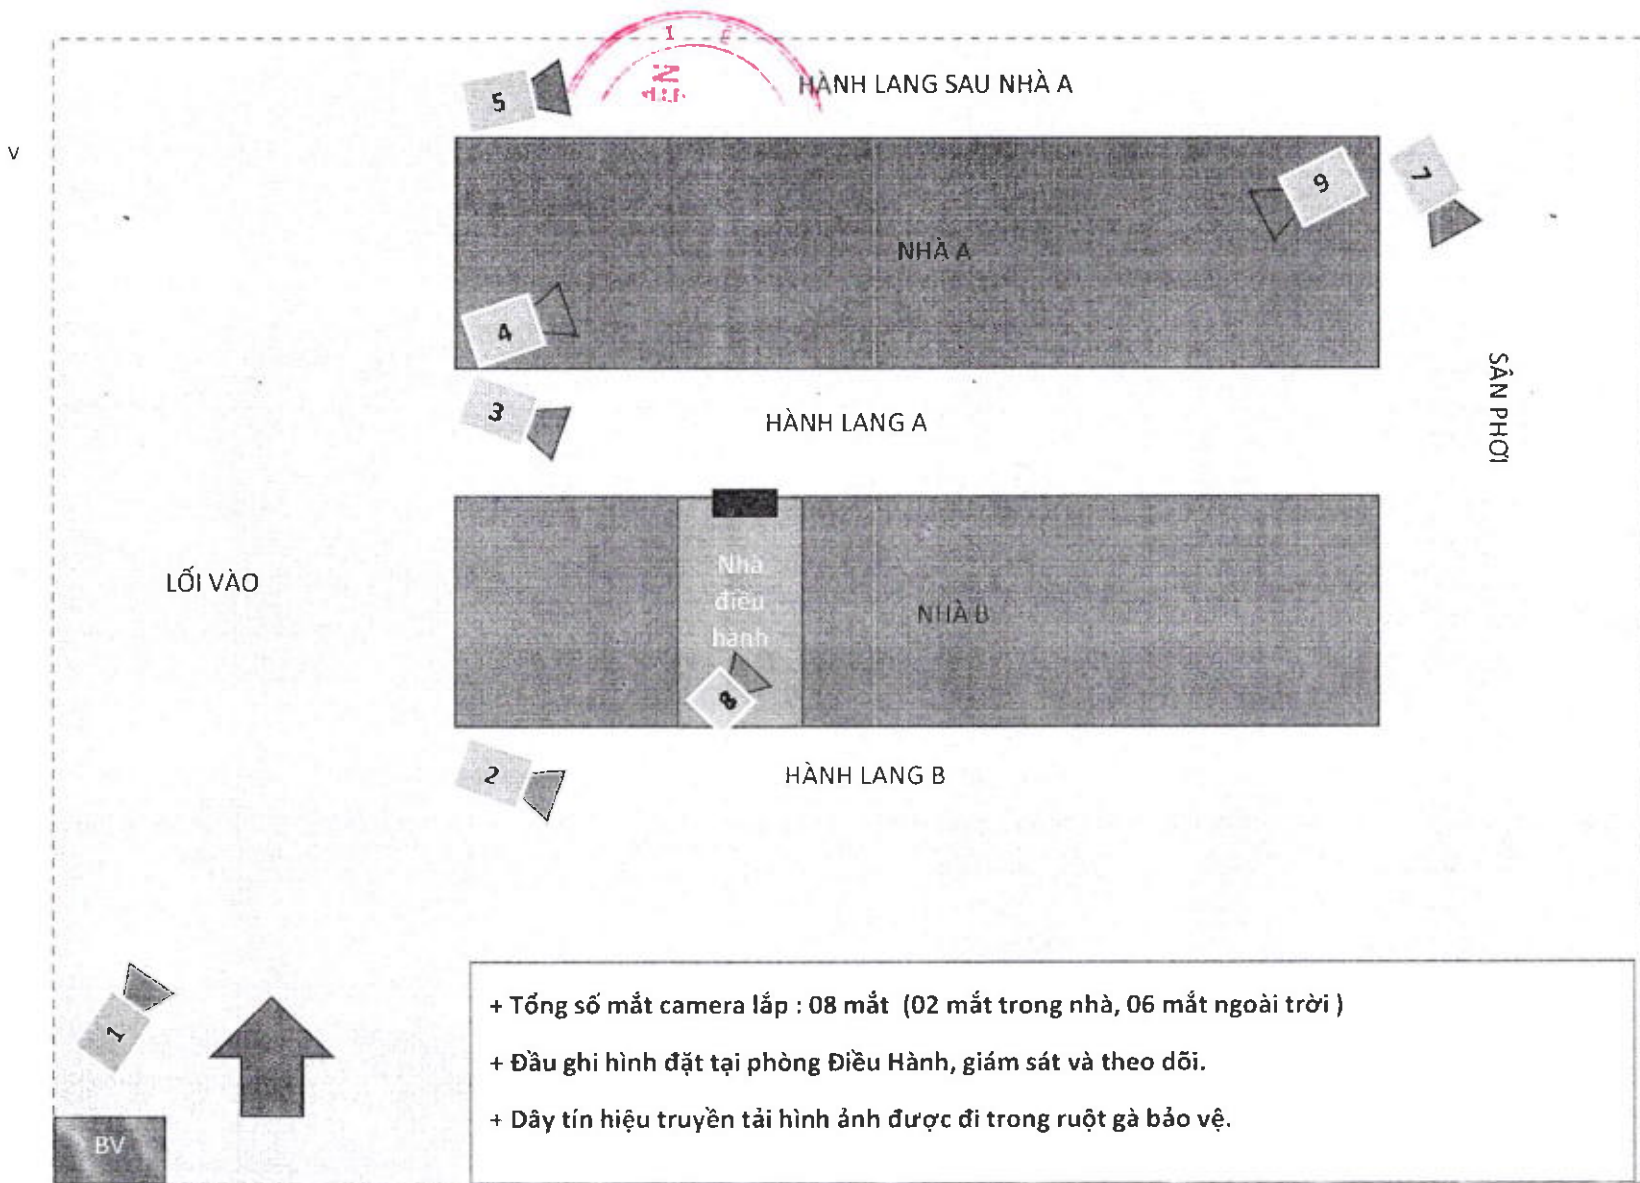 I E
ÊN
HÀNH LANG SAU NHÀ A
5
V
9
7
NHÀ A
4
3
HÀNH LANG A
SÂN PHƠI
Nhà
điều
hành
LỐI VÀO
NHÀ B
8
2
HÀNH LANG B
1
BV
+ Tổng số mắt camera lắp : 08 mắt (02 mắt trong nhà, 06 mắt ngoài trời )
+ Đầu ghi hình đặt tại phòng Điều Hành, giám sát và theo dõi.
+ Dây tín hiệu truyền tải hình ảnh được đi trong ruột gà bảo vệ.